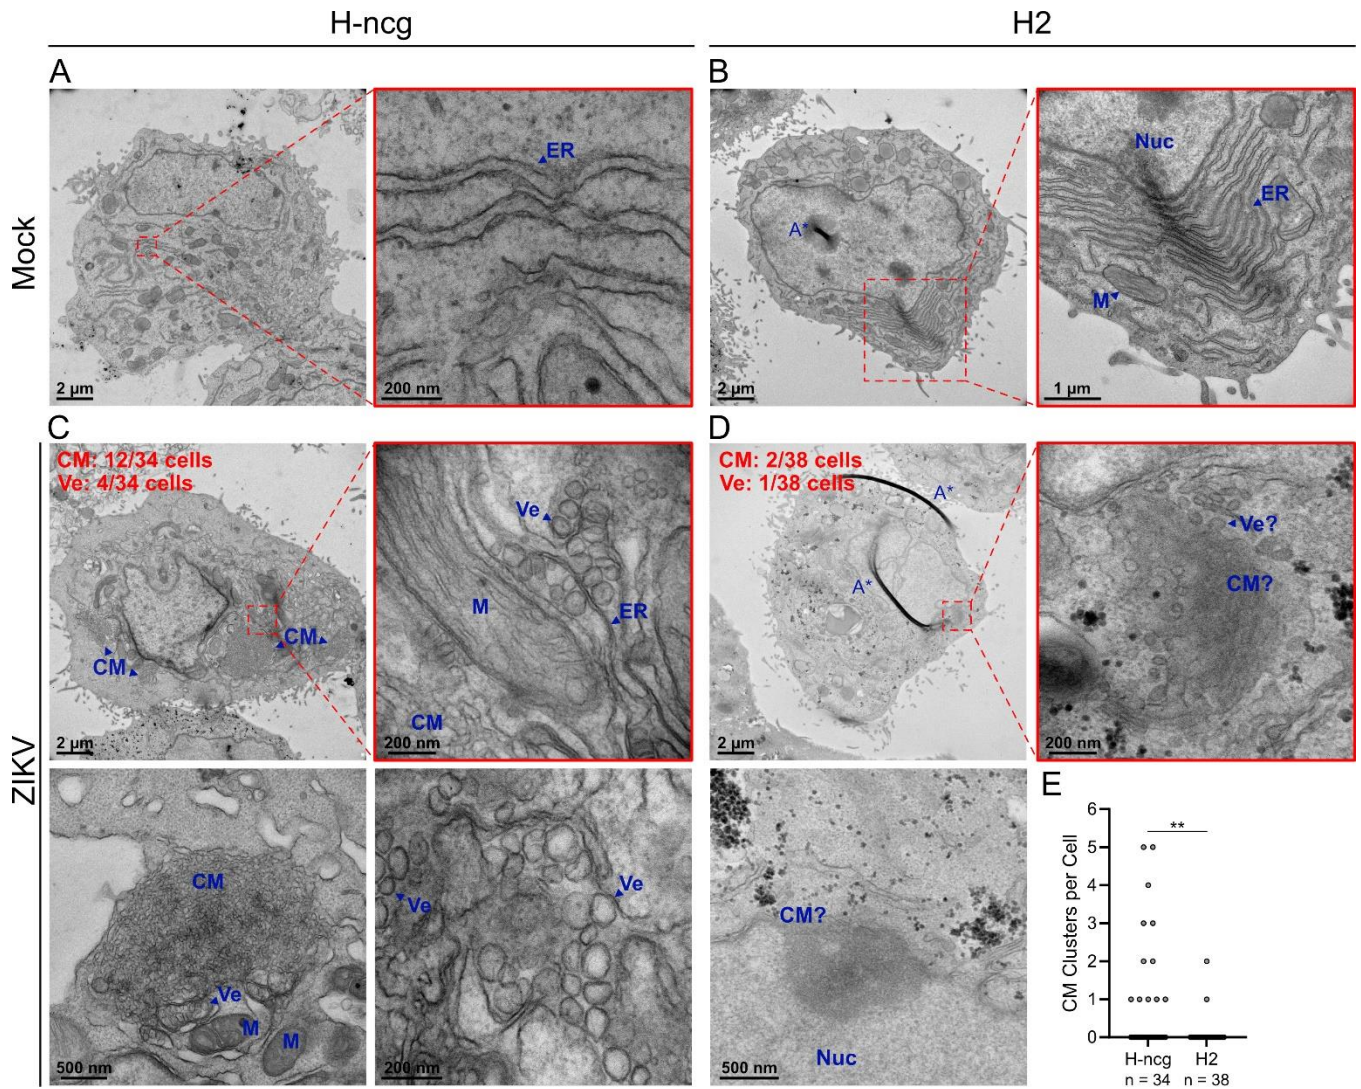 H-ncg
H2
Mock
A
ER
2 µm
200 nm
B
A*
2 µm
Nuc
ER
M
1 µm
ZIKV
C
CM: 12/34 cells
Ve: 4/34 cells
CM
CM
2 µm
Ve
M
ER
CM
200 nm
D
CM: 2/38 cells
Ve: 1/38 cells
A*
A*
2 µm
Ve?
CM?
200 nm
CM
Ve
M
M
500 nm
Ve
Ve
200 nm
CM?
Nuc
500 nm
E
CM Clusters per Cell
6
5
4
3
2
1
0
**
H-ncg H2
n = 34 n = 38